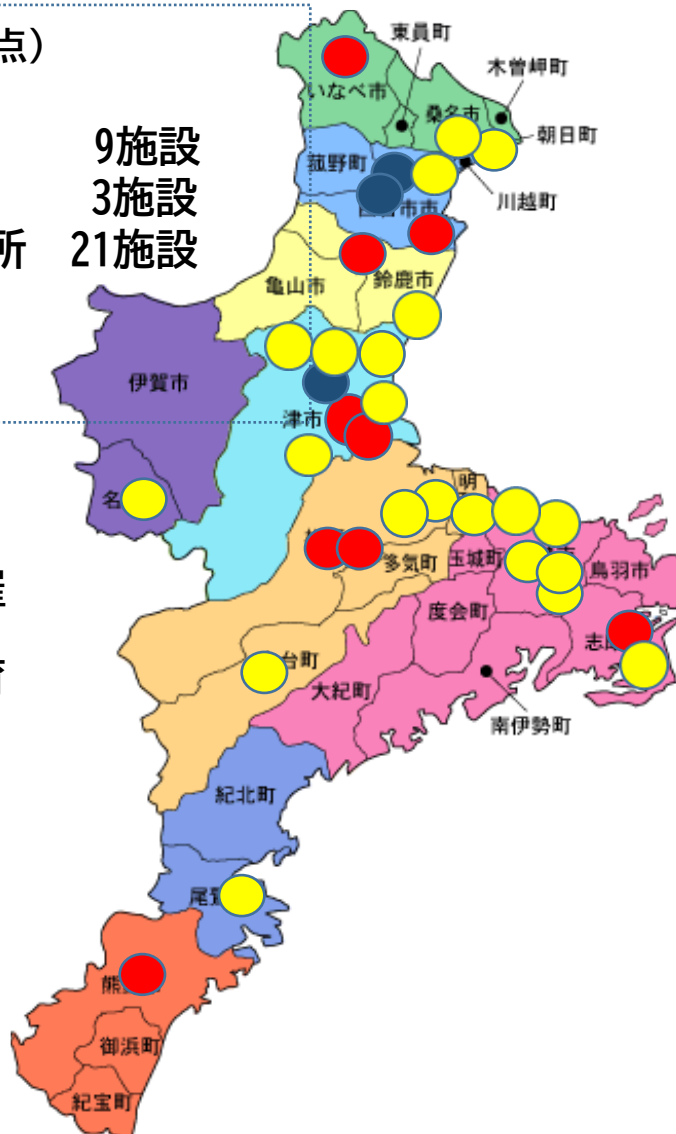 点）
9施設
3施設
所 21施設
東員町
木曽岬町
いなべ市
桑名市
朝日町
菰野町
川越町
市市
亀山市
鈴鹿市
伊賀市
津市
名
明
多気町
玉城町
鳥羽市
度会町
志
台町
大紀町
南伊勢町
紀北町
尾鷲
熊
御浜町
紀宝町